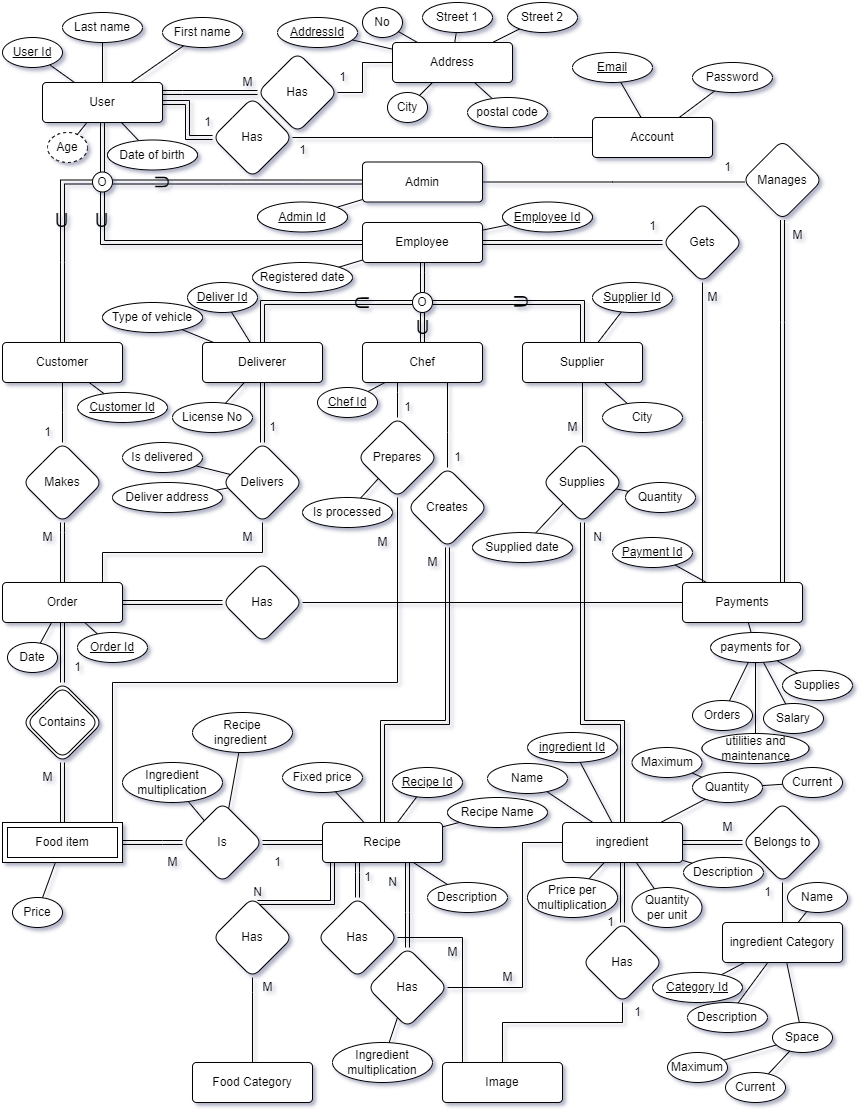 Last name
First name
User Id
AddressId
No
Street 1
Street 2
Address
City
postal code
Email
Password
Account
User
M
Has
1
1
Has
1
Age
Date of birth
O
Admin
1
Manages
M
Admin Id
Employee Id
Employee
Registered date
1
Gets
M
Type of vehicle
Deliver Id
O
Supplier Id
Customer
Deliverer
Chef
Supplier
Customer Id
License No
Chef Id
City
1
Makes
M
1
Is delivered
Deliver address
Delivers
M
1
Prepares
Is processed
M
1
Creates
M
M
Supplies
Quantity
Supplied date
N
Payment Id
Order
Has
Payments
Date
Order Id
1
Contains
M
payments for
Orders
Supplies
Salary
utilities and
maintenance
Recipe
ingredient
Ingredient
multiplication
Fixed price
Recipe Id
Recipe Name
Name
ingredient Id
Maximum
Quantity
Current
Food item
M
Is
1
Recipe
ingredient
M
Belongs to
1
Price
Description
Price per
multiplication
Quantity
per unit
Description
N
Has
M
1
Has
M
N
Has
M
Ingredient
multiplication
1
Has
1
Name
ingredient Category
Category Id
Description
Space
Maximum
Current
Food Category
Image